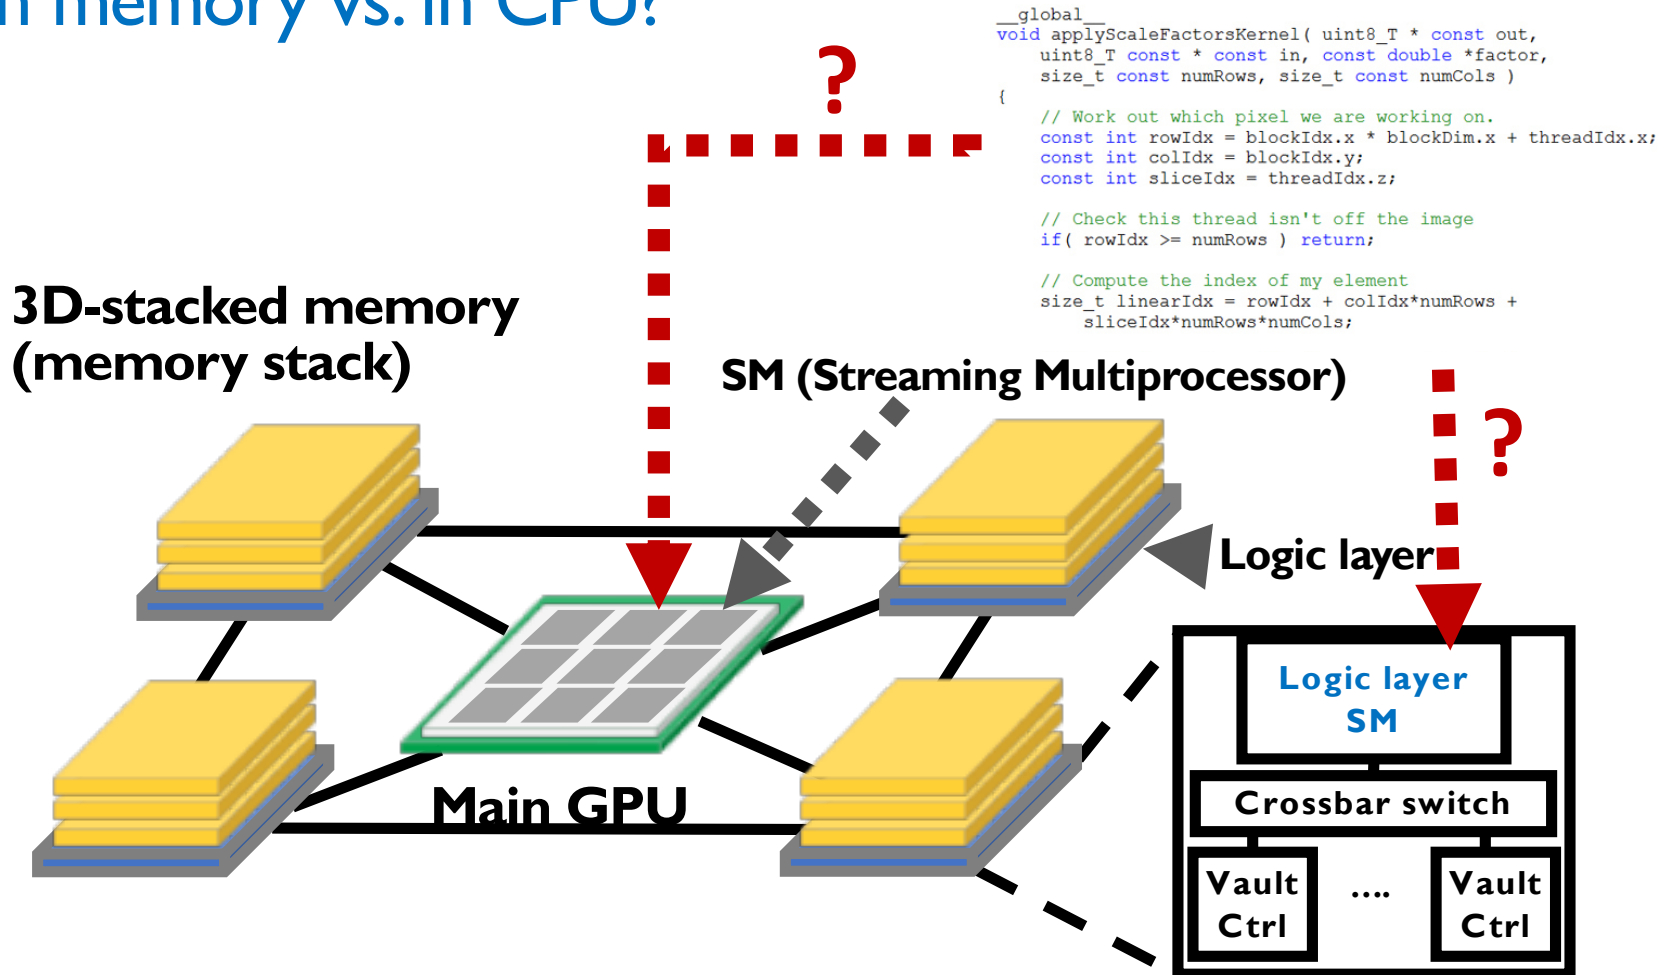 n memory vs. in CPU?
__global__
void applyScaleFactorsKernel( uint8_T * const out,
uint8_T const * const in, const double *factor,
size_t const numRows, size_t const numCols )
{
// Work out which pixel we are working on.
const int rowIdx = blockIdx.x * blockDim.x + threadIdx.x;
const int colIdx = blockIdx.y;
const int sliceIdx = threadIdx.z;
// Check this thread isn't off the image
if( rowIdx >= numRows ) return;
// Compute the index of my element
size_t linearIdx = rowIdx + colIdx*numRows +
sliceIdx*numRows*numCols;
?
3D-stacked memory
(memory stack)
SM (Streaming Multiprocessor)
?
Logic layer
Logic layer
SM
Main GPU
Crossbar switch
Vault
Ctrl
....
Vault
Ctrl